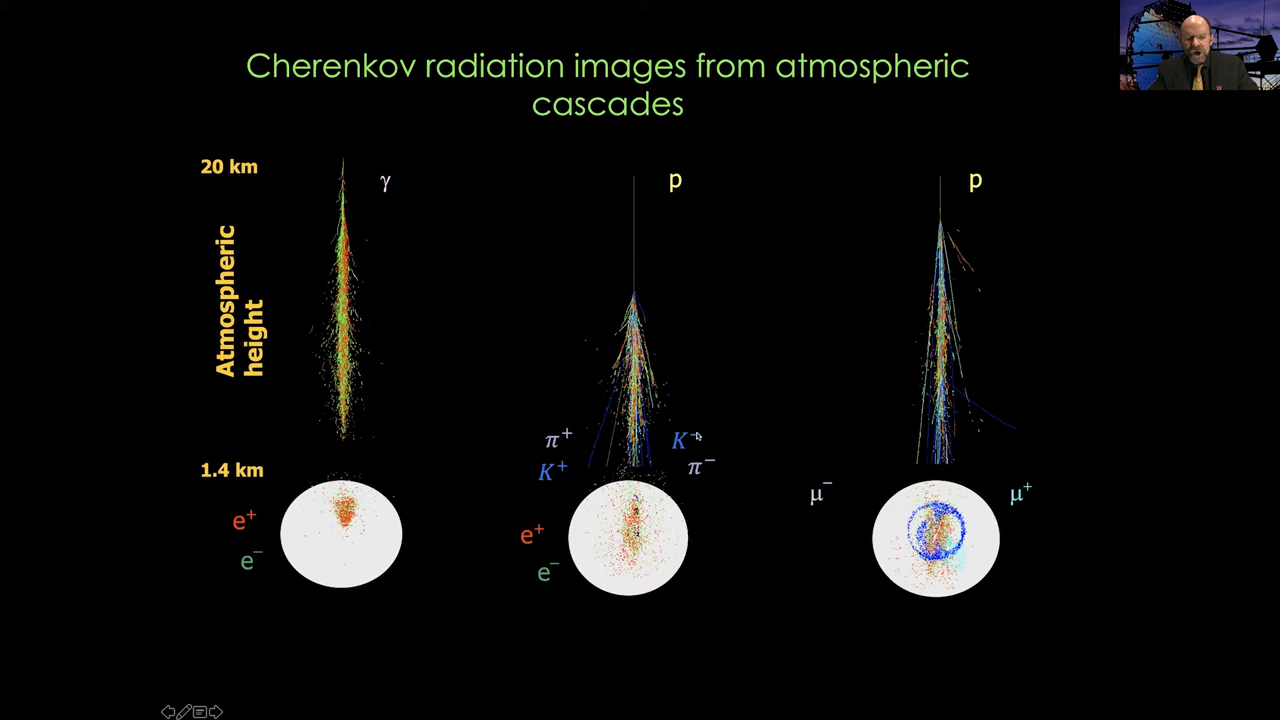 Cherenkov radiation images from atmospheric
cascades
20 km
γ
p
p
Atmospheric
height
π⁺
K⁻
K⁺
π⁻
1.4 km
μ⁻
μ⁺
e⁺
e⁻
e⁺
e⁻